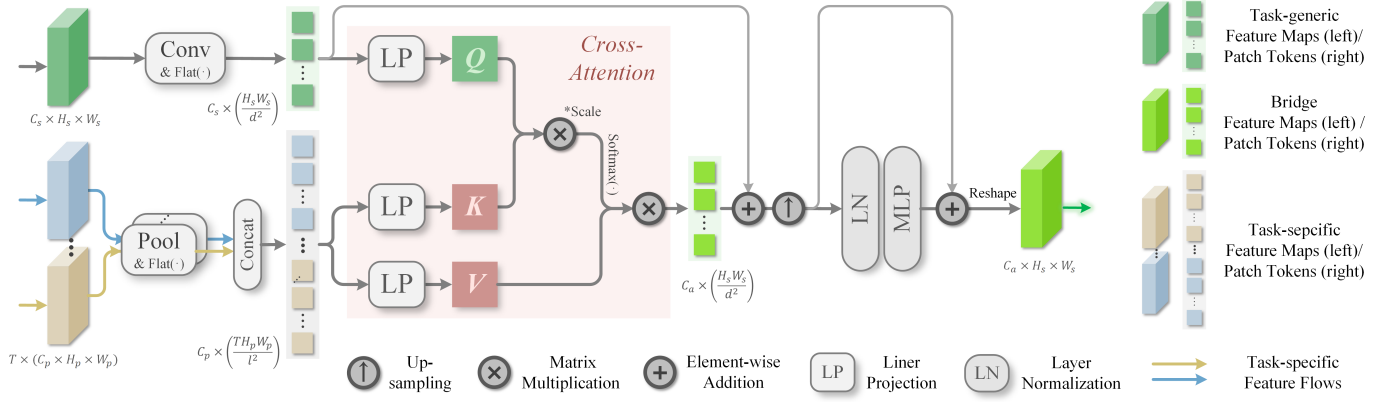 Conv
& Flat(·)
C_s × H_s × W_s
C_s × (H_sW_s / d²)
LP
Q
Cross-
Attention
*Scale
Softmax(·)
LP
K
LP
V
Pool
& Flat(·)
Concat
T × (C_p × H_p × W_p)
C_p × (TH_pW_p / l²)
C_a × (H_sW_s / d²)
LN
MLP
Reshape
C_a × H_s × W_s
Task-generic
Feature Maps (left)/
Patch Tokens (right)
Bridge
Feature Maps (left) /
Patch Tokens (right)
Task-sepcific
Feature Maps (left)/
Patch Tokens (right)
Up-
sampling
Matrix
Multiplication
Element-wise
Addition
LP
Liner
Projection
LN
Layer
Normalization
Task-specific
Feature Flows